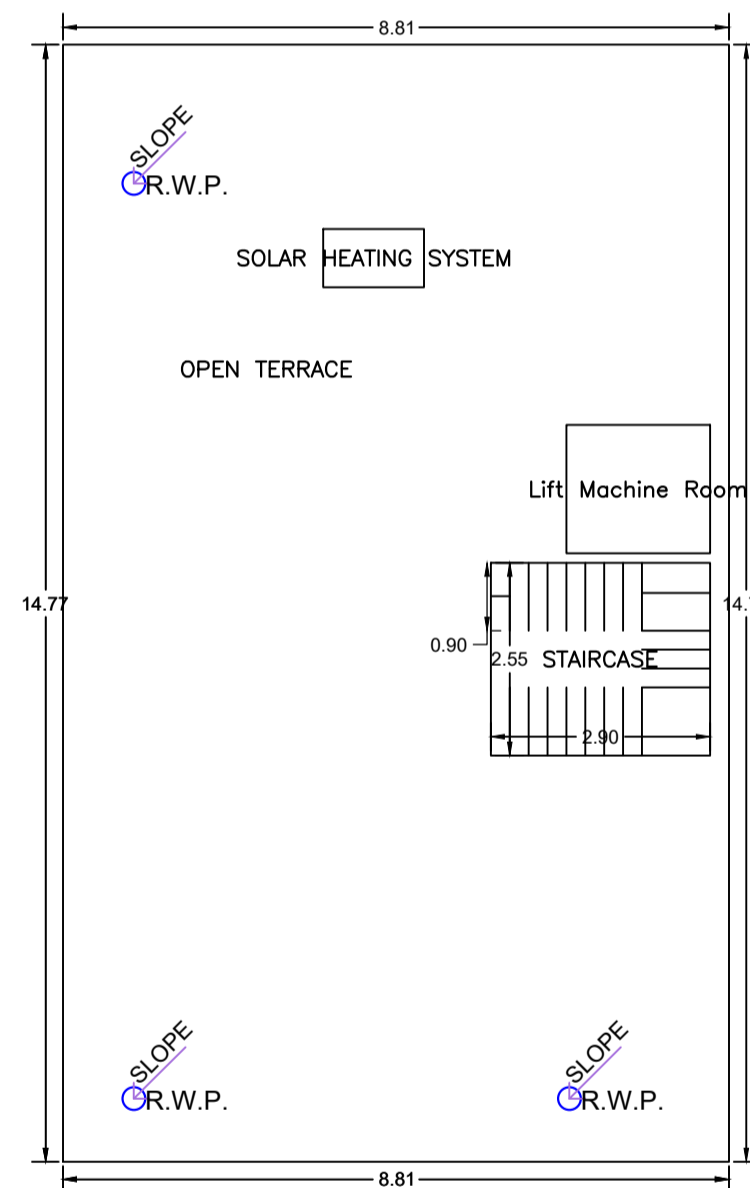 8.81
SLOPE
R.W.P.
SOLAR HEATING SYSTEM
OPEN TERRACE
Lift Machine Room
14.77
14.
0.90
2.55
STAIRCASE
2.90
SLOPE
R.W.P.
SLOPE
R.W.P.
8.81